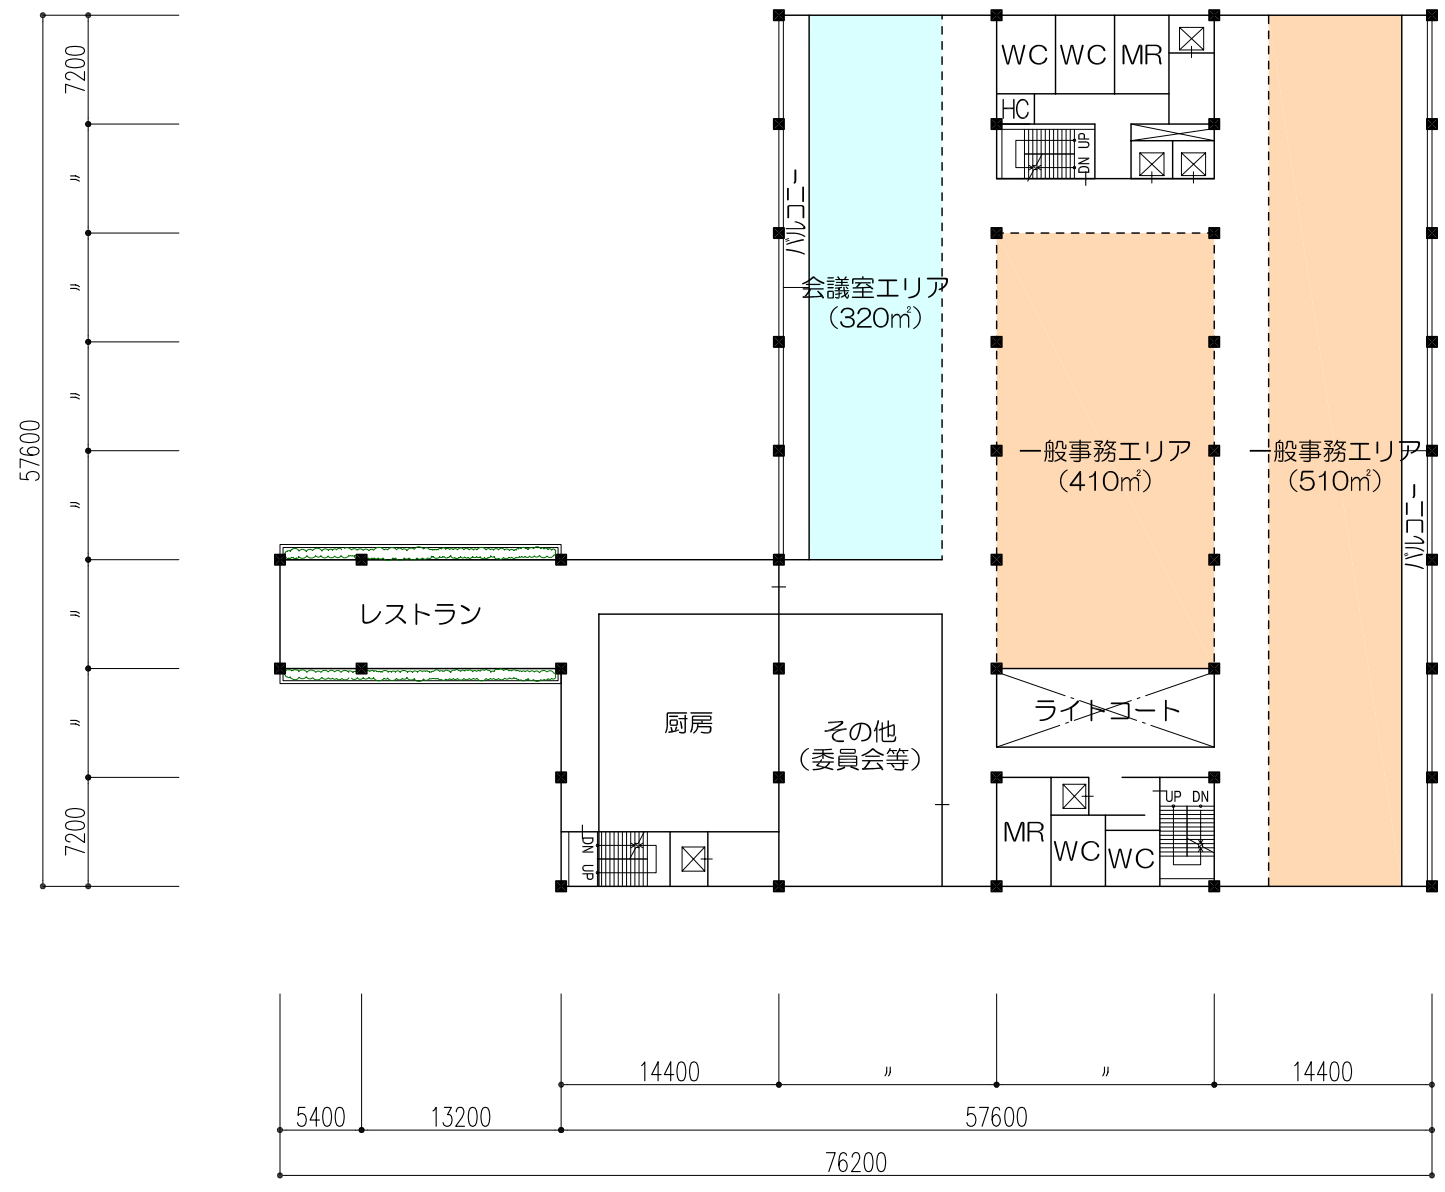 7200
〃
〃
〃
〃
〃
〃
7200
57600
WC
WC
MR
HC
DN UP
バルコニー
会議室エリア
(320㎡)
一般事務エリア
(410㎡)
一般事務エリア
(510㎡)
バルコニー
レストラン
厨房
その他
(委員会等)
ライトコート
MR
WC
WC
UP DN
DN UP
14400
〃
〃
14400
5400
13200
57600
76200